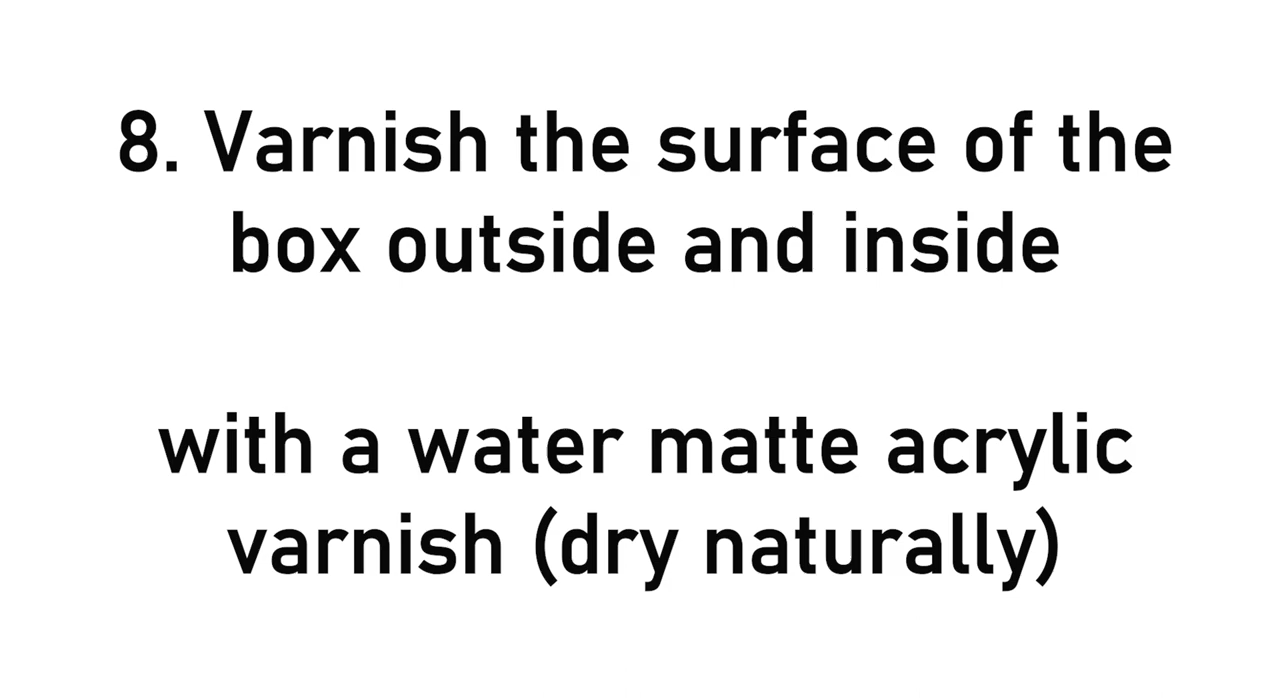 8. Varnish the surface of the
box outside and inside
with a water matte acrylic
varnish (dry naturally)